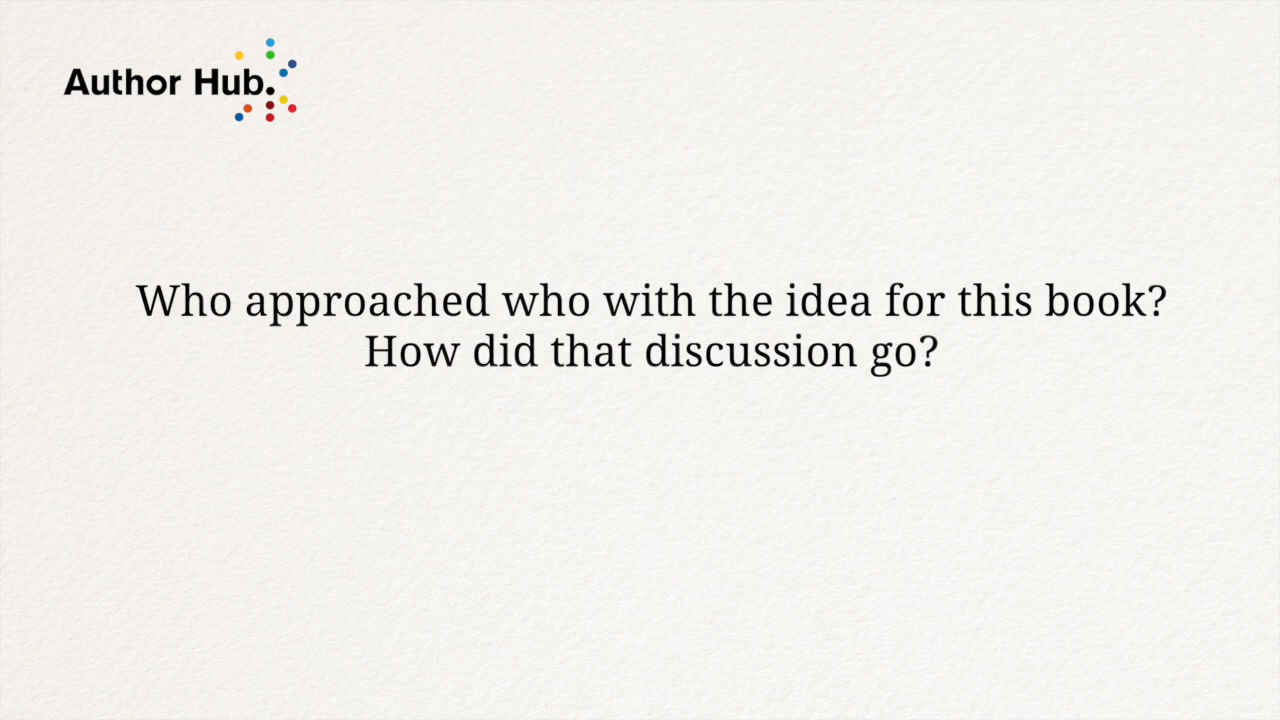 Author Hub.
Who approached who with the idea for this book?
How did that discussion go?